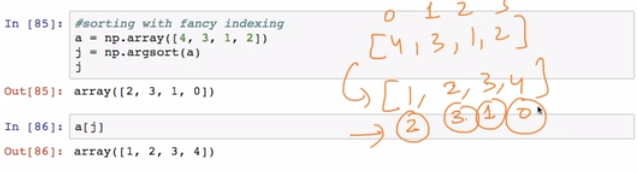 In [85]: #sorting with fancy indexing
a = np.array([4, 3, 1, 2])
j = np.argsort(a)
j
Out[85]: array([2, 3, 1, 0])
In [86]: a[j]
Out[86]: array([1, 2, 3, 4])
0 1 2 3
[4, 3, 1, 2]
[1, 2, 3, 4]
2 3 1 0